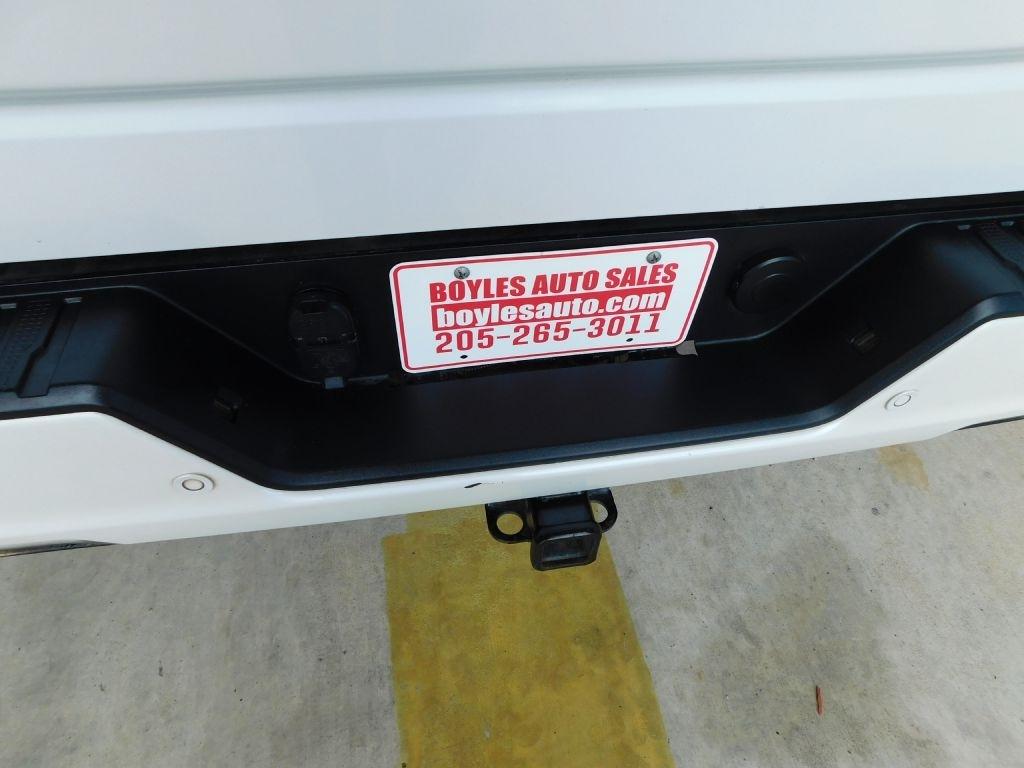 BOYLES AUTO SALES
boylesauto.com
205-265-3011